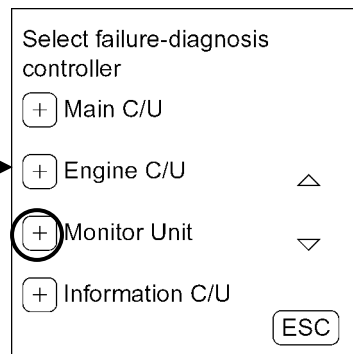 Select failure-diagnosis
controller
+ Main C/U
+ Engine C/U
+ Monitor Unit
+ Information C/U
ESC